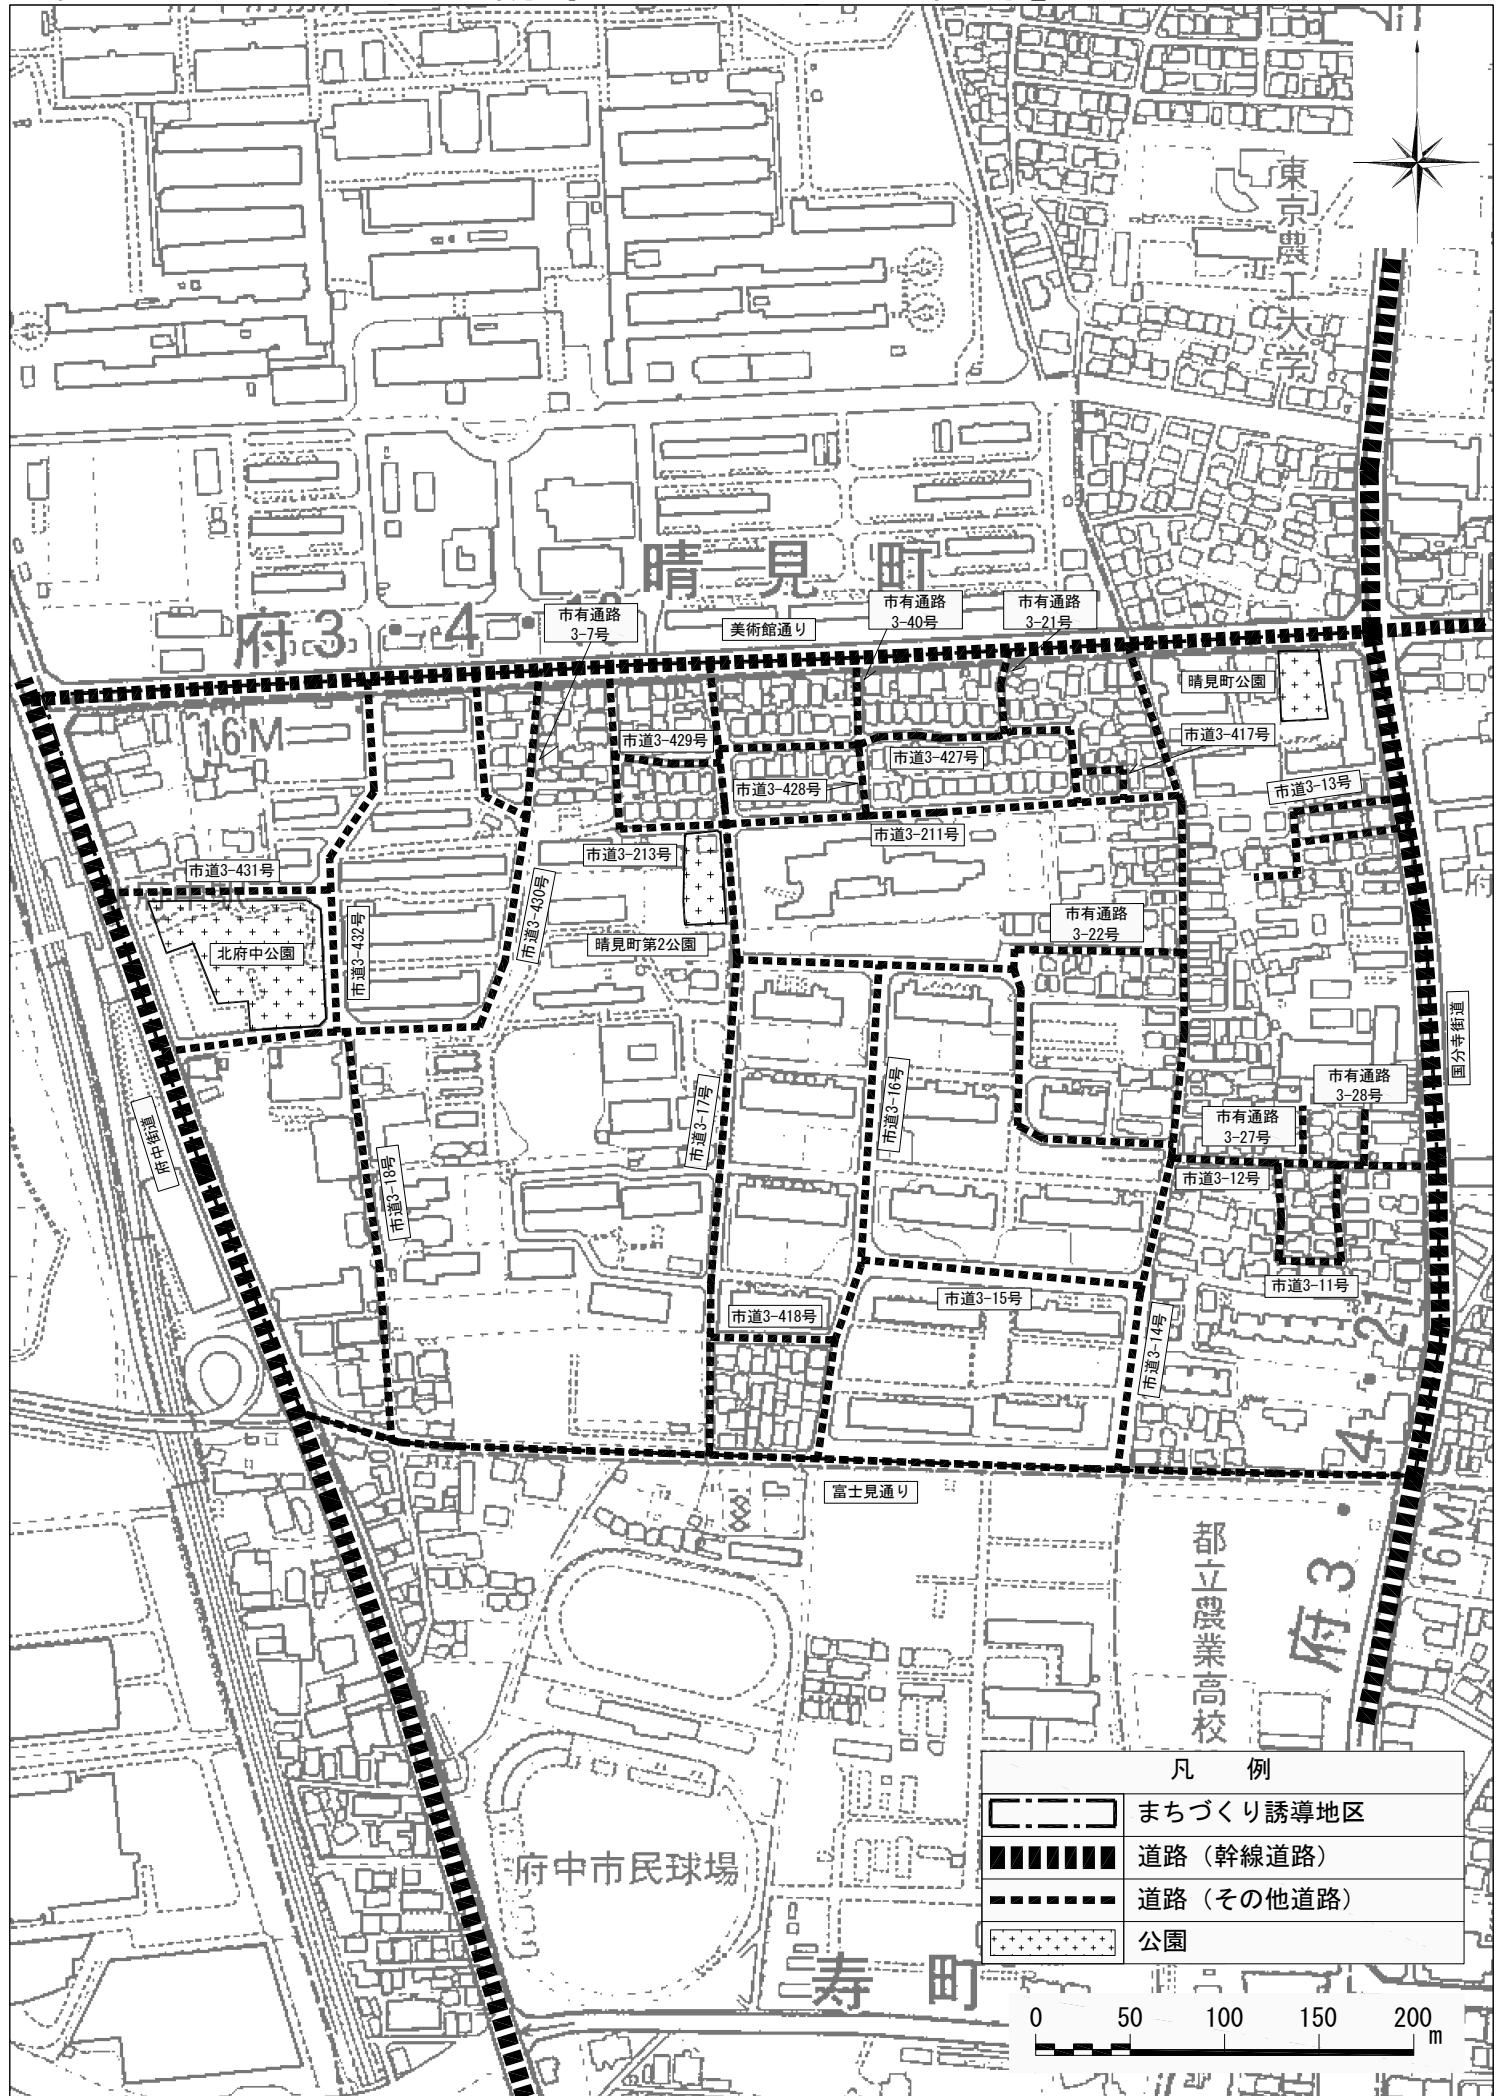 東京農工大学
晴見町
府3・4・
市有通路
3-7号
美術館通り
市有通路
3-40号
市有通路
3-21号
晴見町公園
16M
市道3-429号
市道3-427号
市道3-417号
市道3-428号
市道3-13号
市道3-211号
市道3-213号
市道3-431号
市道3-430号
市有通路
3-22号
北府中公園
市道3-432号
晴見町第2公園
国分寺街道
市道3-17号
市道3-16号
市有通路
3-28号
市有通路
3-27号
府中街道
市道3-18号
市道3-12号
市道3-11号
市道3-15号
市道3-418号
市道3-14号
富士見通り
府3・4・21
16M
都立農業高校
府中市民球場
寿町
凡 例
まちづくり誘導地区
道路（幹線道路）
道路（その他道路）
公園
0 50 100 150 200
m